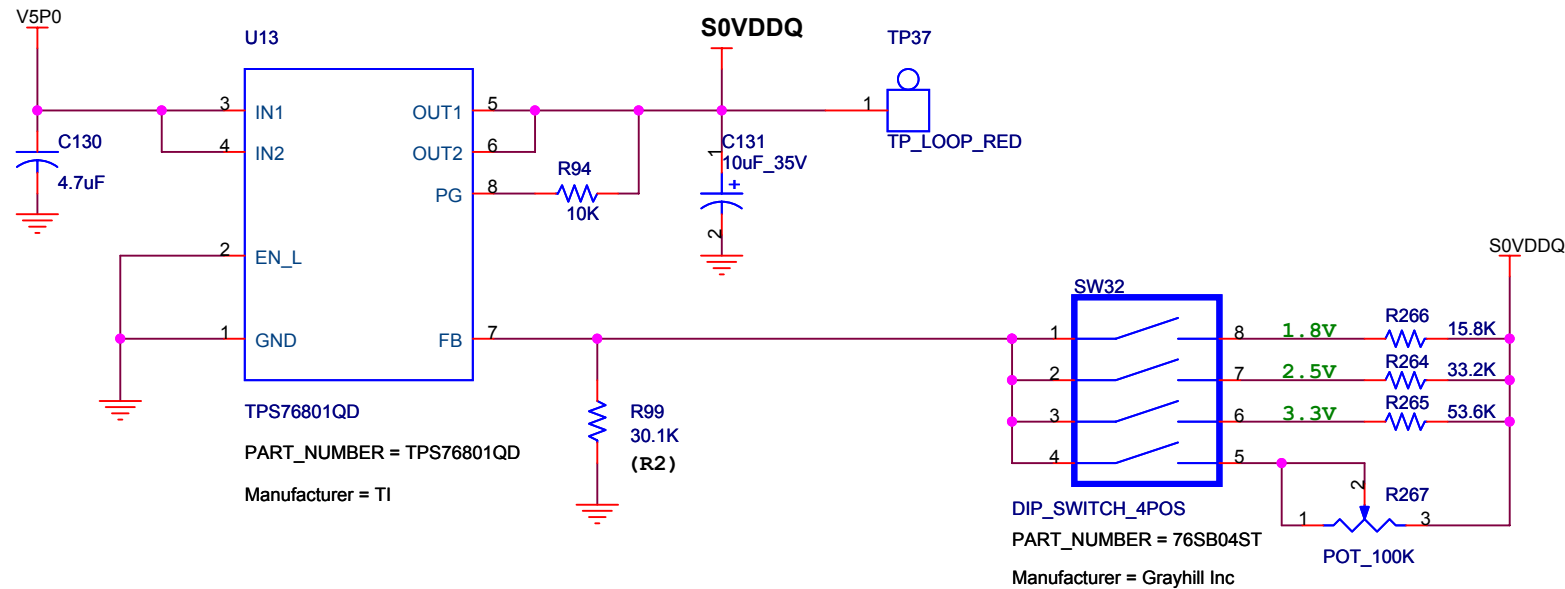 V5P0
U13
S0VDDQ
TP37
3
IN1
OUT1
5
1
4
IN2
OUT2
6
C130
4.7uF
TP_LOOP_RED
C131
10uF_35V
1
+
2
R94
10K
PG
8
2
EN_L
1
GND
FB
7
TPS76801QD
PART_NUMBER = TPS76801QD
Manufacturer = TI
R99
30.1K
(R2)
S0VDDQ
SW32
1
8
1.8V
R266
15.8K
2
7
2.5V
R264
33.2K
3
6
3.3V
R265
53.6K
4
5
2
R267
1
3
POT_100K
DIP_SWITCH_4POS
PART_NUMBER = 76SB04ST
Manufacturer = Grayhill Inc